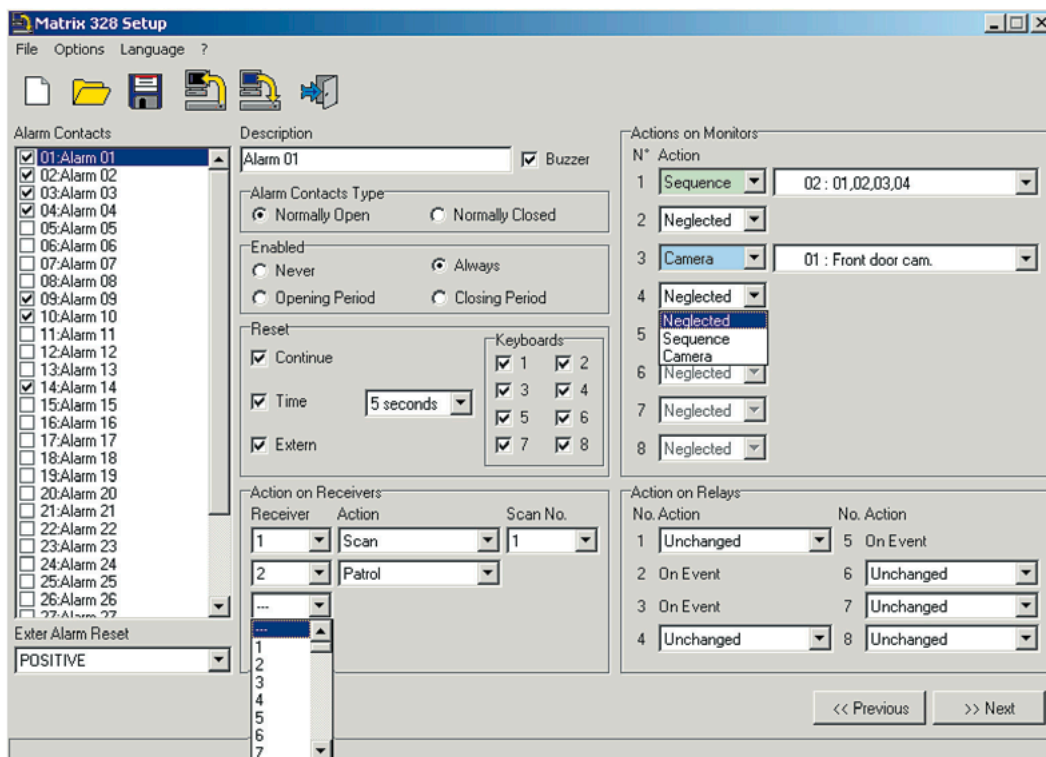 Matrix 328 Setup
File Options Language ?
Alarm Contacts
01:Alarm 01
02:Alarm 02
03:Alarm 03
04:Alarm 04
05:Alarm 05
06:Alarm 06
07:Alarm 07
08:Alarm 08
09:Alarm 09
10:Alarm 10
11:Alarm 11
12:Alarm 12
13:Alarm 13
14:Alarm 14
15:Alarm 15
16:Alarm 16
17:Alarm 17
18:Alarm 18
19:Alarm 19
20:Alarm 20
21:Alarm 21
22:Alarm 22
23:Alarm 23
24:Alarm 24
25:Alarm 25
26:Alarm 26
27:Alarm 27
Exter Alarm Reset
POSITIVE
Description
Alarm 01 Buzzer
Alarm Contacts Type
Normally Open Normally Closed
Enabled
Never Always
Opening Period Closing Period
Reset
Continue
Time 5 seconds
Extern
Keyboards
1 2
3 4
5 6
7 8
Action on Receivers
Receiver Action Scan No.
1 Scan 1
2 Patrol
---
---
1
2
3
4
5
6
7
Actions on Monitors
N° Action
1 Sequence 02 : 01,02,03,04
2 Neglected
3 Camera 01 : Front door cam.
4 Neglected
Neglected
5 Sequence
Camera
6 Neglected
7 Neglected
8 Neglected
Action on Relays
No. Action No. Action
1 Unchanged 5 On Event
2 On Event 6 Unchanged
3 On Event 7 Unchanged
4 Unchanged 8 Unchanged
<< Previous >> Next